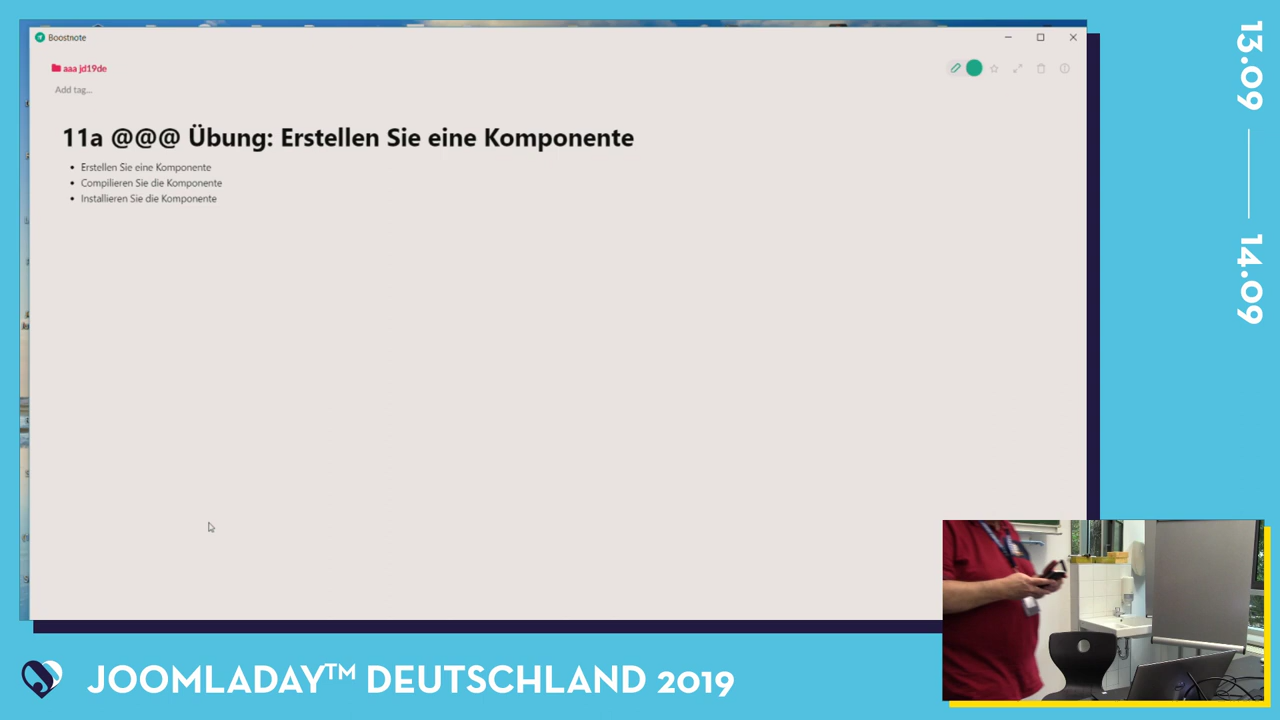 Boostnote
aaa jd19de
Add tag...
11a @@@ Übung: Erstellen Sie eine Komponente
Erstellen Sie eine Komponente
Compilieren Sie die Komponente
Installieren Sie die Komponente
13.09
14.09
JOOMLADAY™ DEUTSCHLAND 2019